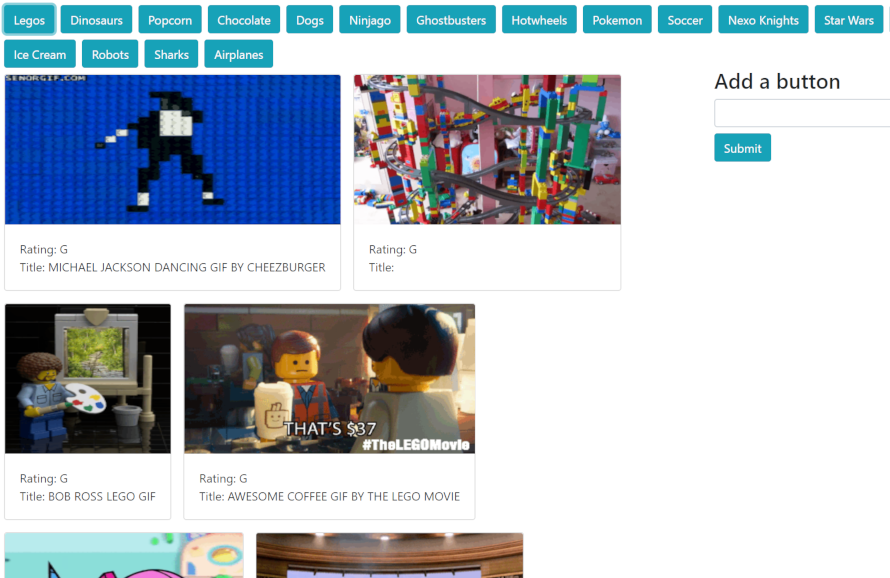 Legos Dinosaurs Popcorn Chocolate Dogs Ninjago Ghostbusters Hotwheels Pokemon Soccer Nexo Knights Star Wars
Ice Cream Robots Sharks Airplanes
Add a button
Submit
SENORGIF.COM
Rating: G
Title: MICHAEL JACKSON DANCING GIF BY CHEEZBURGER
Rating: G
Title:
THAT'S $37
#TheLEGOMovie
Rating: G
Title: BOB ROSS LEGO GIF
Rating: G
Title: AWESOME COFFEE GIF BY THE LEGO MOVIE